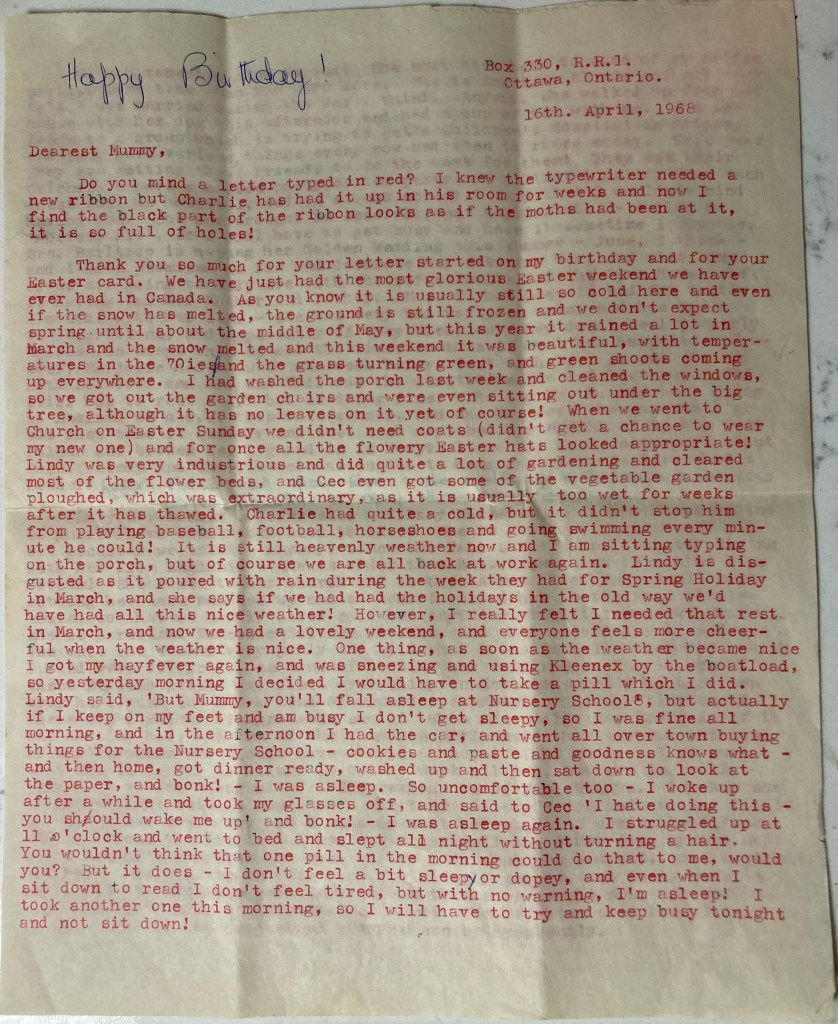 Happy Birthday!
Box 330, R.R.1.
Ottawa, Ontario.
16th. April, 1968
Dearest Mummy,
Do you mind a letter typed in red? I knew the typewriter needed a
new ribbon but Charlie has had it up in his room for weeks and now I
find the black part of the ribbon looks as if the moths had been at it,
it is so full of holes!
Thank you so much for your letter started on my birthday and for your
Easter card. We have just had the most glorious Easter weekend we have
ever had in Canada. As you know it is usually still so cold here and even
if the snow has melted, the ground is still frozen and we don't expect
spring until about the middle of May, but this year it rained a lot in
March and the snow melted and this weekend it was beautiful, with temper-
atures in the 70ies/and the grass turning green, and green shoots coming
up everywhere. I had washed the porch last week and cleaned the windows,
so we got out the garden chairs and were even sitting out under the big
tree, although it has no leaves on it yet of course! When we went to
Church on Easter Sunday we didn't need coats (didn't get a chance to wear
my new one) and for once all the flowery Easter hats looked appropriate!
Lindy was very industrious and did quite a lot of gardening and cleared
most of the flower beds, and Cec even got some of the vegetable garden
ploughed, which was extraordinary, as it is usually too wet for weeks
after it has thawed. Charlie had quite a cold, but it didn't stop him
from playing baseball, football, horseshoes and going swimming every min-
ute he could! It is still heavenly weather now and I am sitting typing
on the porch, but of course we are all back at work again. Lindy is dis-
gusted as it poured with rain during the week they had for Spring Holiday
in March, and she says if we had had the holidays in the old way we'd
have had all this nice weather! However, I really felt I needed that rest
in March, and now we had a lovely weekend, and everyone feels more cheer-
ful when the weather is nice. One thing, as soon as the weather became nice
I got my hayfever again, and was sneezing and using Kleenex by the boatload,
so yesterday morning I decided I would have to take a pill which I did.
Lindy said, 'But Mummy, you'll fall asleep at Nursery School8, but actually
if I keep on my feet and am busy I don't get sleepy, so I was fine all
morning, and in the afternoon I had the car, and went all over town buying
things for the Nursery School - cookies and paste and goodness knows what -
and then home, got dinner ready, washed up and then sat down to look at
the paper, and bonk! - I was asleep. So uncomfortable too - I woke up
after a while and took my glasses off, and said to Cec 'I hate doing this -
you should wake me up' and bonk! - I was asleep again. I struggled up at
ll o'clock and went to bed and slept all night without turning a hair.
You wouldn't think that one pill in the morning could do that to me, would
you? But it does - I don't feel a bit sleepy or dopey, and even when I
sit down to read I don't feel tired, but with no warning, I'm asleep! I
took another one this morning, so I will have to try and keep busy tonight
and not sit down!